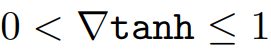 0 < ∇tanh ≤ 1